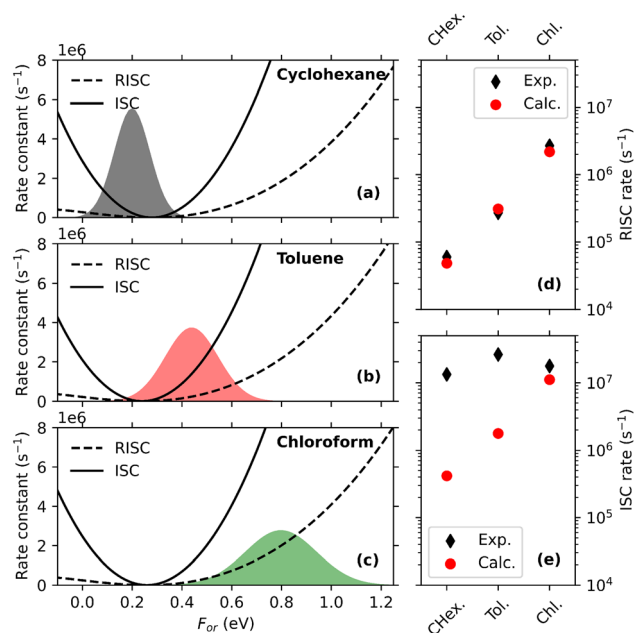 1e6
Cyclohexane
RISC
ISC
(a)
Rate constant (s⁻¹)
8
6
4
2
0
1e6
Toluene
RISC
ISC
(b)
Rate constant (s⁻¹)
8
6
4
2
0
1e6
Chloroform
RISC
ISC
(c)
Rate constant (s⁻¹)
8
6
4
2
0
0.0 0.2 0.4 0.6 0.8 1.0 1.2
F_or (eV)
CHex. Tol. Chl.
Exp.
Calc.
(d)
10⁷
10⁶
10⁵
10⁴
RISC rate (s⁻¹)
Exp.
Calc.
(e)
10⁷
10⁶
10⁵
10⁴
ISC rate (s⁻¹)
CHex. Tol. Chl.